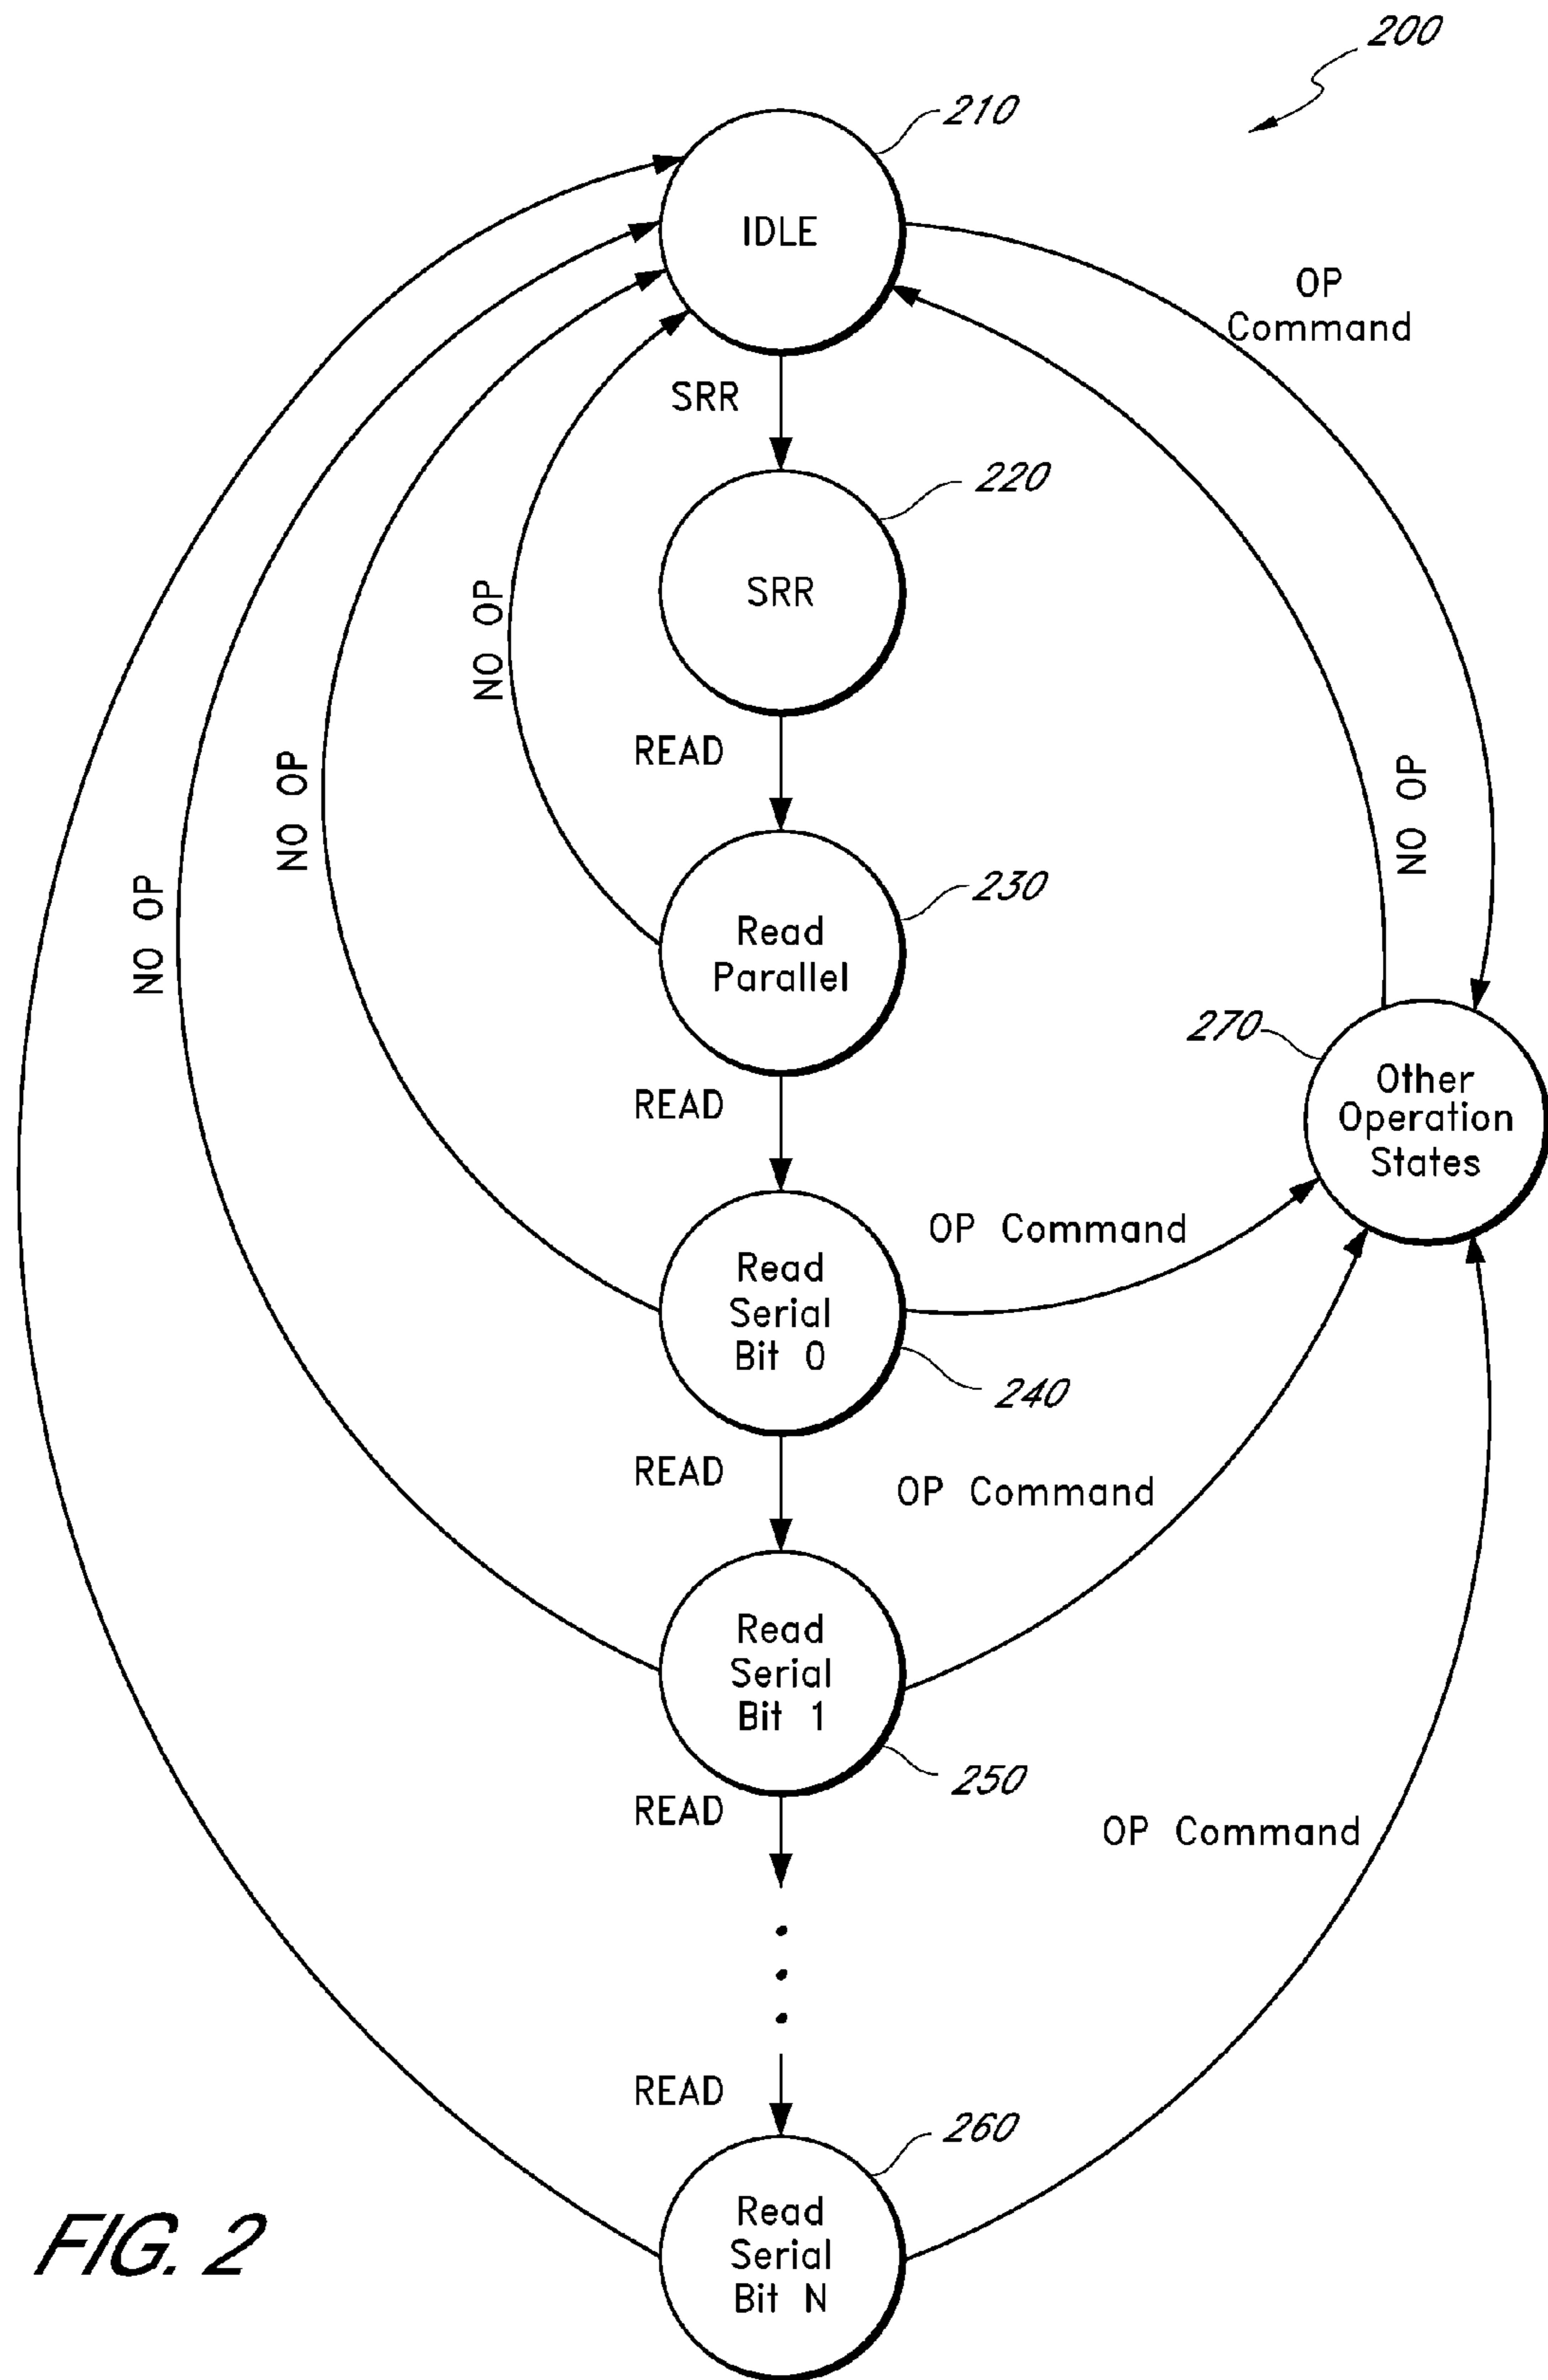 200
210
IDLE
OP
Command
SRR
220
SRR
NO OP
READ
NO OP
NO OP
230
Read
Parallel
NO OP
270
Other
Operation
States
READ
OP Command
Read
Serial
Bit 0
240
READ
OP Command
Read
Serial
Bit 1
250
READ
OP Command
READ
260
Read
Serial
Bit N
FIG. 2